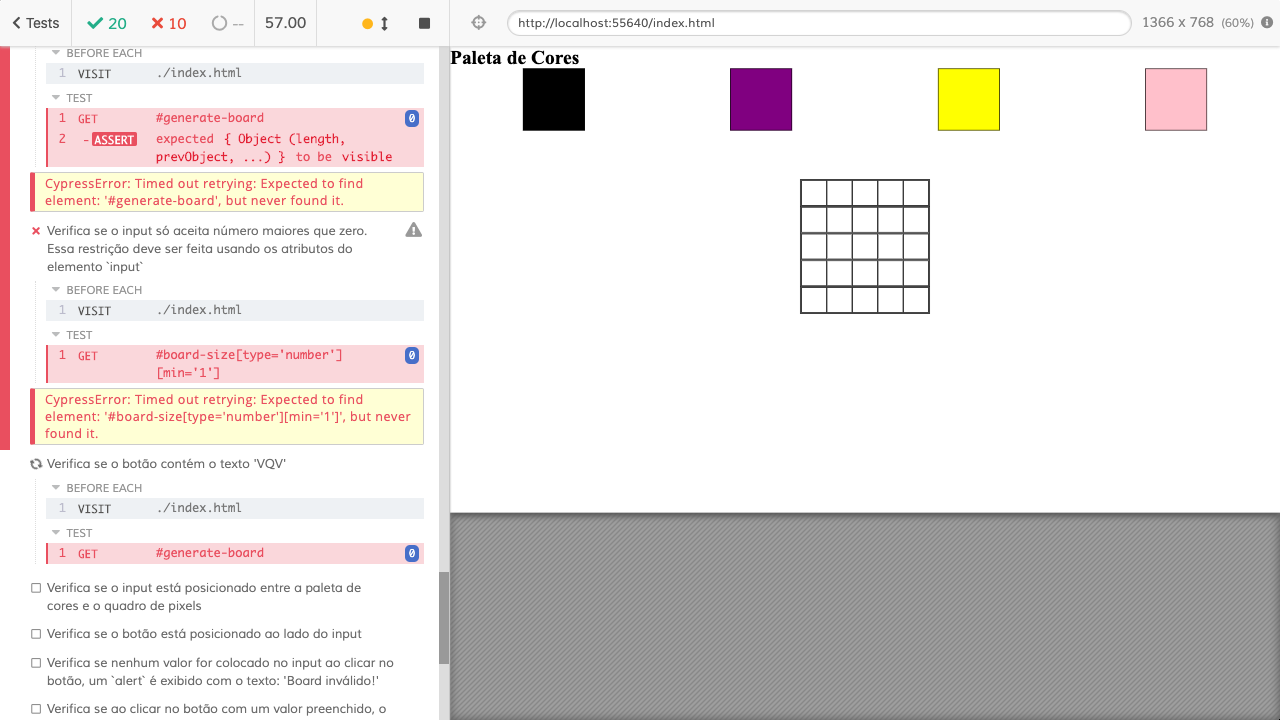 Tests
20
10
--
57.00
http://localhost:55640/index.html
1366 x 768 (60%)
BEFORE EACH
1 VISIT ./index.html
TEST
1 GET #generate-board 0
2 -ASSERT expected { Object (length,
prevObject, ...) } to be visible
CypressError: Timed out retrying: Expected to find
element: '#generate-board', but never found it.
Verifica se o input só aceita número maiores que zero.
Essa restrição deve ser feita usando os atributos do
elemento `input`
BEFORE EACH
1 VISIT ./index.html
TEST
1 GET #board-size[type='number'] 0
[min='1']
CypressError: Timed out retrying: Expected to find
element: '#board-size[type='number'][min='1']', but never
found it.
Verifica se o botão contém o texto 'VQV'
BEFORE EACH
1 VISIT ./index.html
TEST
1 GET #generate-board 0
Verifica se o input está posicionado entre a paleta de
cores e o quadro de pixels
Verifica se o botão está posicionado ao lado do input
Verifica se nenhum valor for colocado no input ao clicar no
botão, um `alert` é exibido com o texto: 'Board inválido!'
Verifica se ao clicar no botão com um valor preenchido, o
Paleta de Cores